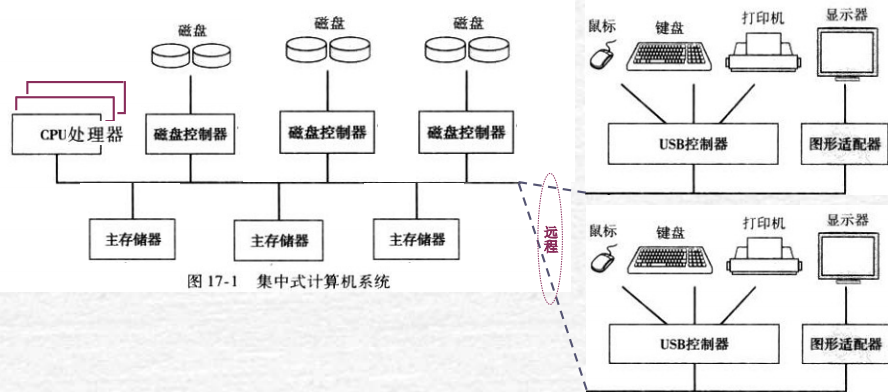 磁盘
磁盘
磁盘
CPU处理器
磁盘控制器
磁盘控制器
磁盘控制器
主存储器
主存储器
主存储器
图 17-1 集中式计算机系统
远程
鼠标
键盘
打印机
显示器
USB控制器
图形适配器
鼠标
键盘
打印机
显示器
USB控制器
图形适配器